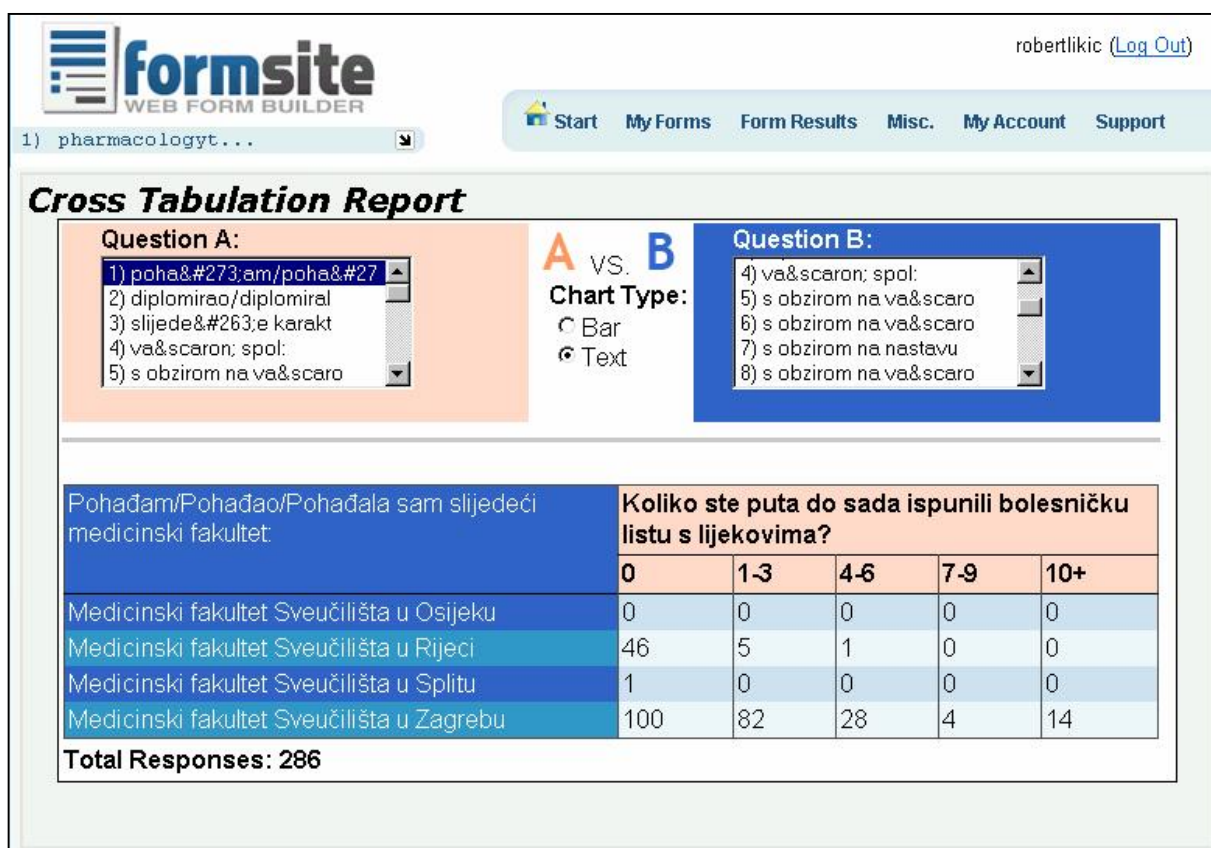 formsite
WEB FORM BUILDER
robertlikic (Log Out)
1) pharmacologyt...
Start My Forms Form Results Misc. My Account Support
Cross Tabulation Report
Question A:
1) poha&#273;am/poha&#27
2) diplomirao/diplomiral
3) slijede&#263;e karakt
4) va&scaron; spol:
5) s obzirom na va&scaro
A VS. B
Chart Type:
Bar
Text
Question B:
4) va&scaron; spol:
5) s obzirom na va&scaro
6) s obzirom na va&scaro
7) s obzirom na nastavu
8) s obzirom na va&scaro
Pohađam/Pohađao/Pohađala sam slijedeći
medicinski fakultet:
Koliko ste puta do sada ispunili bolesničku
listu s lijekovima?
0 1-3 4-6 7-9 10+
Medicinski fakultet Sveučilišta u Osijeku 0 0 0 0 0
Medicinski fakultet Sveučilišta u Rijeci 46 5 1 0 0
Medicinski fakultet Sveučilišta u Splitu 1 0 0 0 0
Medicinski fakultet Sveučilišta u Zagrebu 100 82 28 4 14
Total Responses: 286